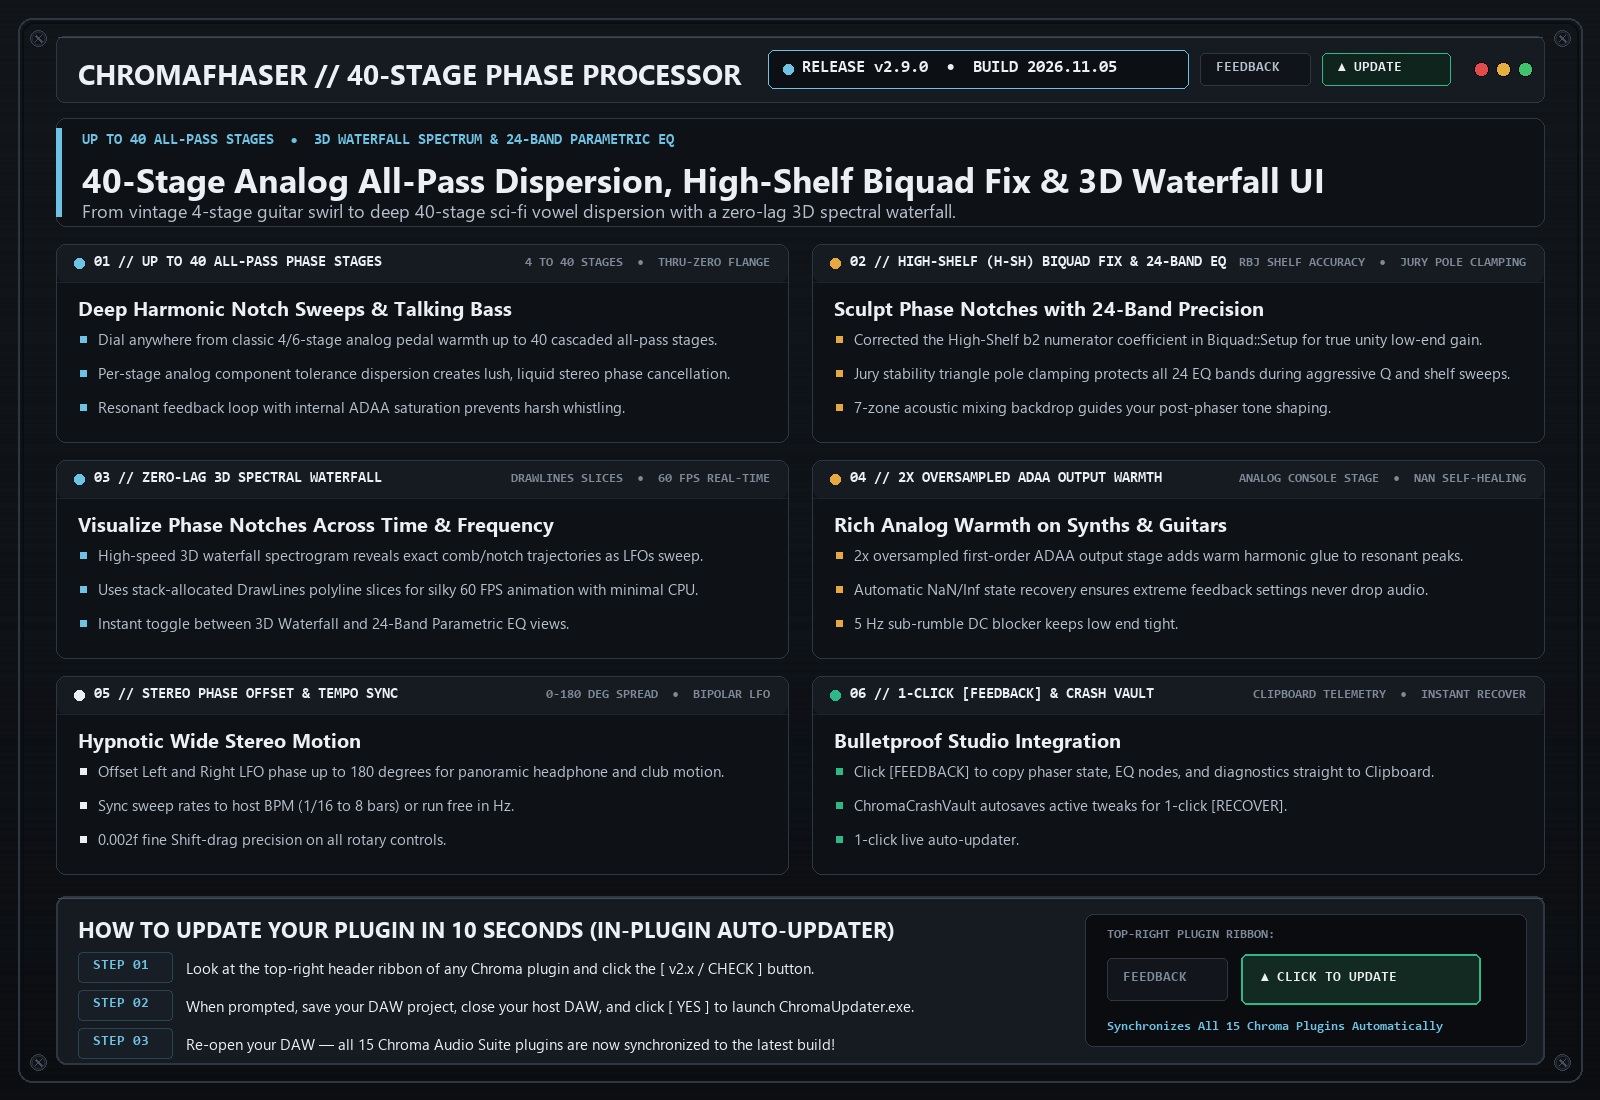 CHROMAFHASER // 40-STAGE PHASE PROCESSOR
RELEASE v2.9.0 • BUILD 2026.11.05
FEEDBACK
▲ UPDATE
UP TO 40 ALL-PASS STAGES • 3D WATERFALL SPECTRUM & 24-BAND PARAMETRIC EQ
40-Stage Analog All-Pass Dispersion, High-Shelf Biquad Fix & 3D Waterfall UI
From vintage 4-stage guitar swirl to deep 40-stage sci-fi vowel dispersion with a zero-lag 3D spectral waterfall.
01 // UP TO 40 ALL-PASS PHASE STAGES
4 TO 40 STAGES • THRU-ZERO FLANGE
Deep Harmonic Notch Sweeps & Talking Bass
Dial anywhere from classic 4/6-stage analog pedal warmth up to 40 cascaded all-pass stages.
Per-stage analog component tolerance dispersion creates lush, liquid stereo phase cancellation.
Resonant feedback loop with internal ADAA saturation prevents harsh whistling.
02 // HIGH-SHELF (H-SH) BIQUAD FIX & 24-BAND EQ
RBJ SHELF ACCURACY • JURY POLE CLAMPING
Sculpt Phase Notches with 24-Band Precision
Corrected the High-Shelf b2 numerator coefficient in Biquad::Setup for true unity low-end gain.
Jury stability triangle pole clamping protects all 24 EQ bands during aggressive Q and shelf sweeps.
7-zone acoustic mixing backdrop guides your post-phaser tone shaping.
03 // ZERO-LAG 3D SPECTRAL WATERFALL
DRAWLINES SLICES • 60 FPS REAL-TIME
Visualize Phase Notches Across Time & Frequency
High-speed 3D waterfall spectrogram reveals exact comb/notch trajectories as LFOs sweep.
Uses stack-allocated DrawLines polyline slices for silky 60 FPS animation with minimal CPU.
Instant toggle between 3D Waterfall and 24-Band Parametric EQ views.
04 // 2X OVERSAMPLED ADAA OUTPUT WARMTH
ANALOG CONSOLE STAGE • NAN SELF-HEALING
Rich Analog Warmth on Synths & Guitars
2x oversampled first-order ADAA output stage adds warm harmonic glue to resonant peaks.
Automatic NaN/Inf state recovery ensures extreme feedback settings never drop audio.
5 Hz sub-rumble DC blocker keeps low end tight.
05 // STEREO PHASE OFFSET & TEMPO SYNC
0-180 DEG SPREAD • BIPOLAR LFO
Hypnotic Wide Stereo Motion
Offset Left and Right LFO phase up to 180 degrees for panoramic headphone and club motion.
Sync sweep rates to host BPM (1/16 to 8 bars) or run free in Hz.
0.002f fine Shift-drag precision on all rotary controls.
06 // 1-CLICK [FEEDBACK] & CRASH VAULT
CLIPBOARD TELEMETRY • INSTANT RECOVER
Bulletproof Studio Integration
Click [FEEDBACK] to copy phaser state, EQ nodes, and diagnostics straight to Clipboard.
ChromaCrashVault autosaves active tweaks for 1-click [RECOVER].
1-click live auto-updater.
HOW TO UPDATE YOUR PLUGIN IN 10 SECONDS (IN-PLUGIN AUTO-UPDATER)
STEP 01
Look at the top-right header ribbon of any Chroma plugin and click the [ v2.x / CHECK ] button.
STEP 02
When prompted, save your DAW project, close your host DAW, and click [ YES ] to launch ChromaUpdater.exe.
STEP 03
Re-open your DAW — all 15 Chroma Audio Suite plugins are now synchronized to the latest build!
TOP-RIGHT PLUGIN RIBBON:
FEEDBACK
▲ CLICK TO UPDATE
Synchronizes All 15 Chroma Plugins Automatically